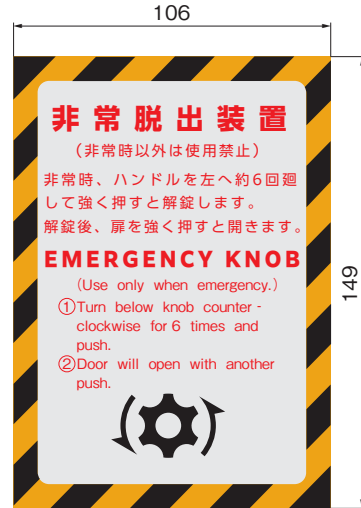 106
非常脱出装置
(非常時以外は使用禁止)
非常時、ハンドルを左へ約6回廻
して強く押すと解錠します。
解錠後、扉を強く押すと開きます。
EMERGENCY KNOB
(Use only when emergency.)
①Turn below knob counter -
clockwise for 6 times and
push.
②Door will open with another
push.
149